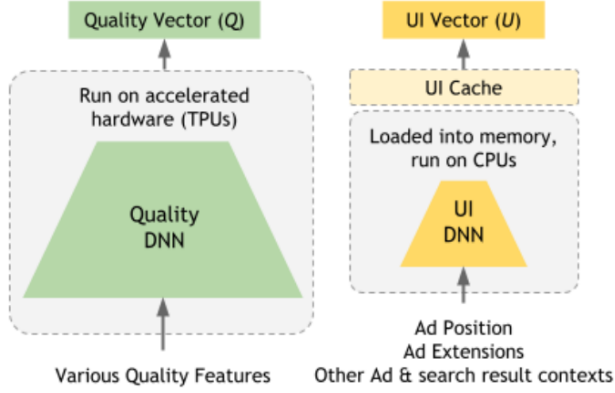 Quality Vector (Q)
Run on accelerated
hardware (TPUs)
Quality
DNN
Various Quality Features
UI Vector (U)
UI Cache
Loaded into memory,
run on CPUs
UI
DNN
Ad Position
Ad Extensions
Other Ad & search result contexts